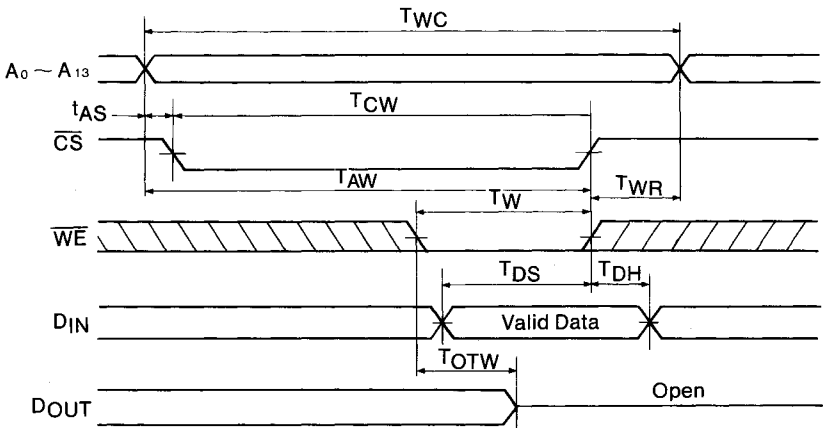 TWC
A0 ~ A13
tAS
TCW
CS
TAW
TWR
TW
WE
TDS
TDH
DIN
Valid Data
TOTW
DOUT
Open